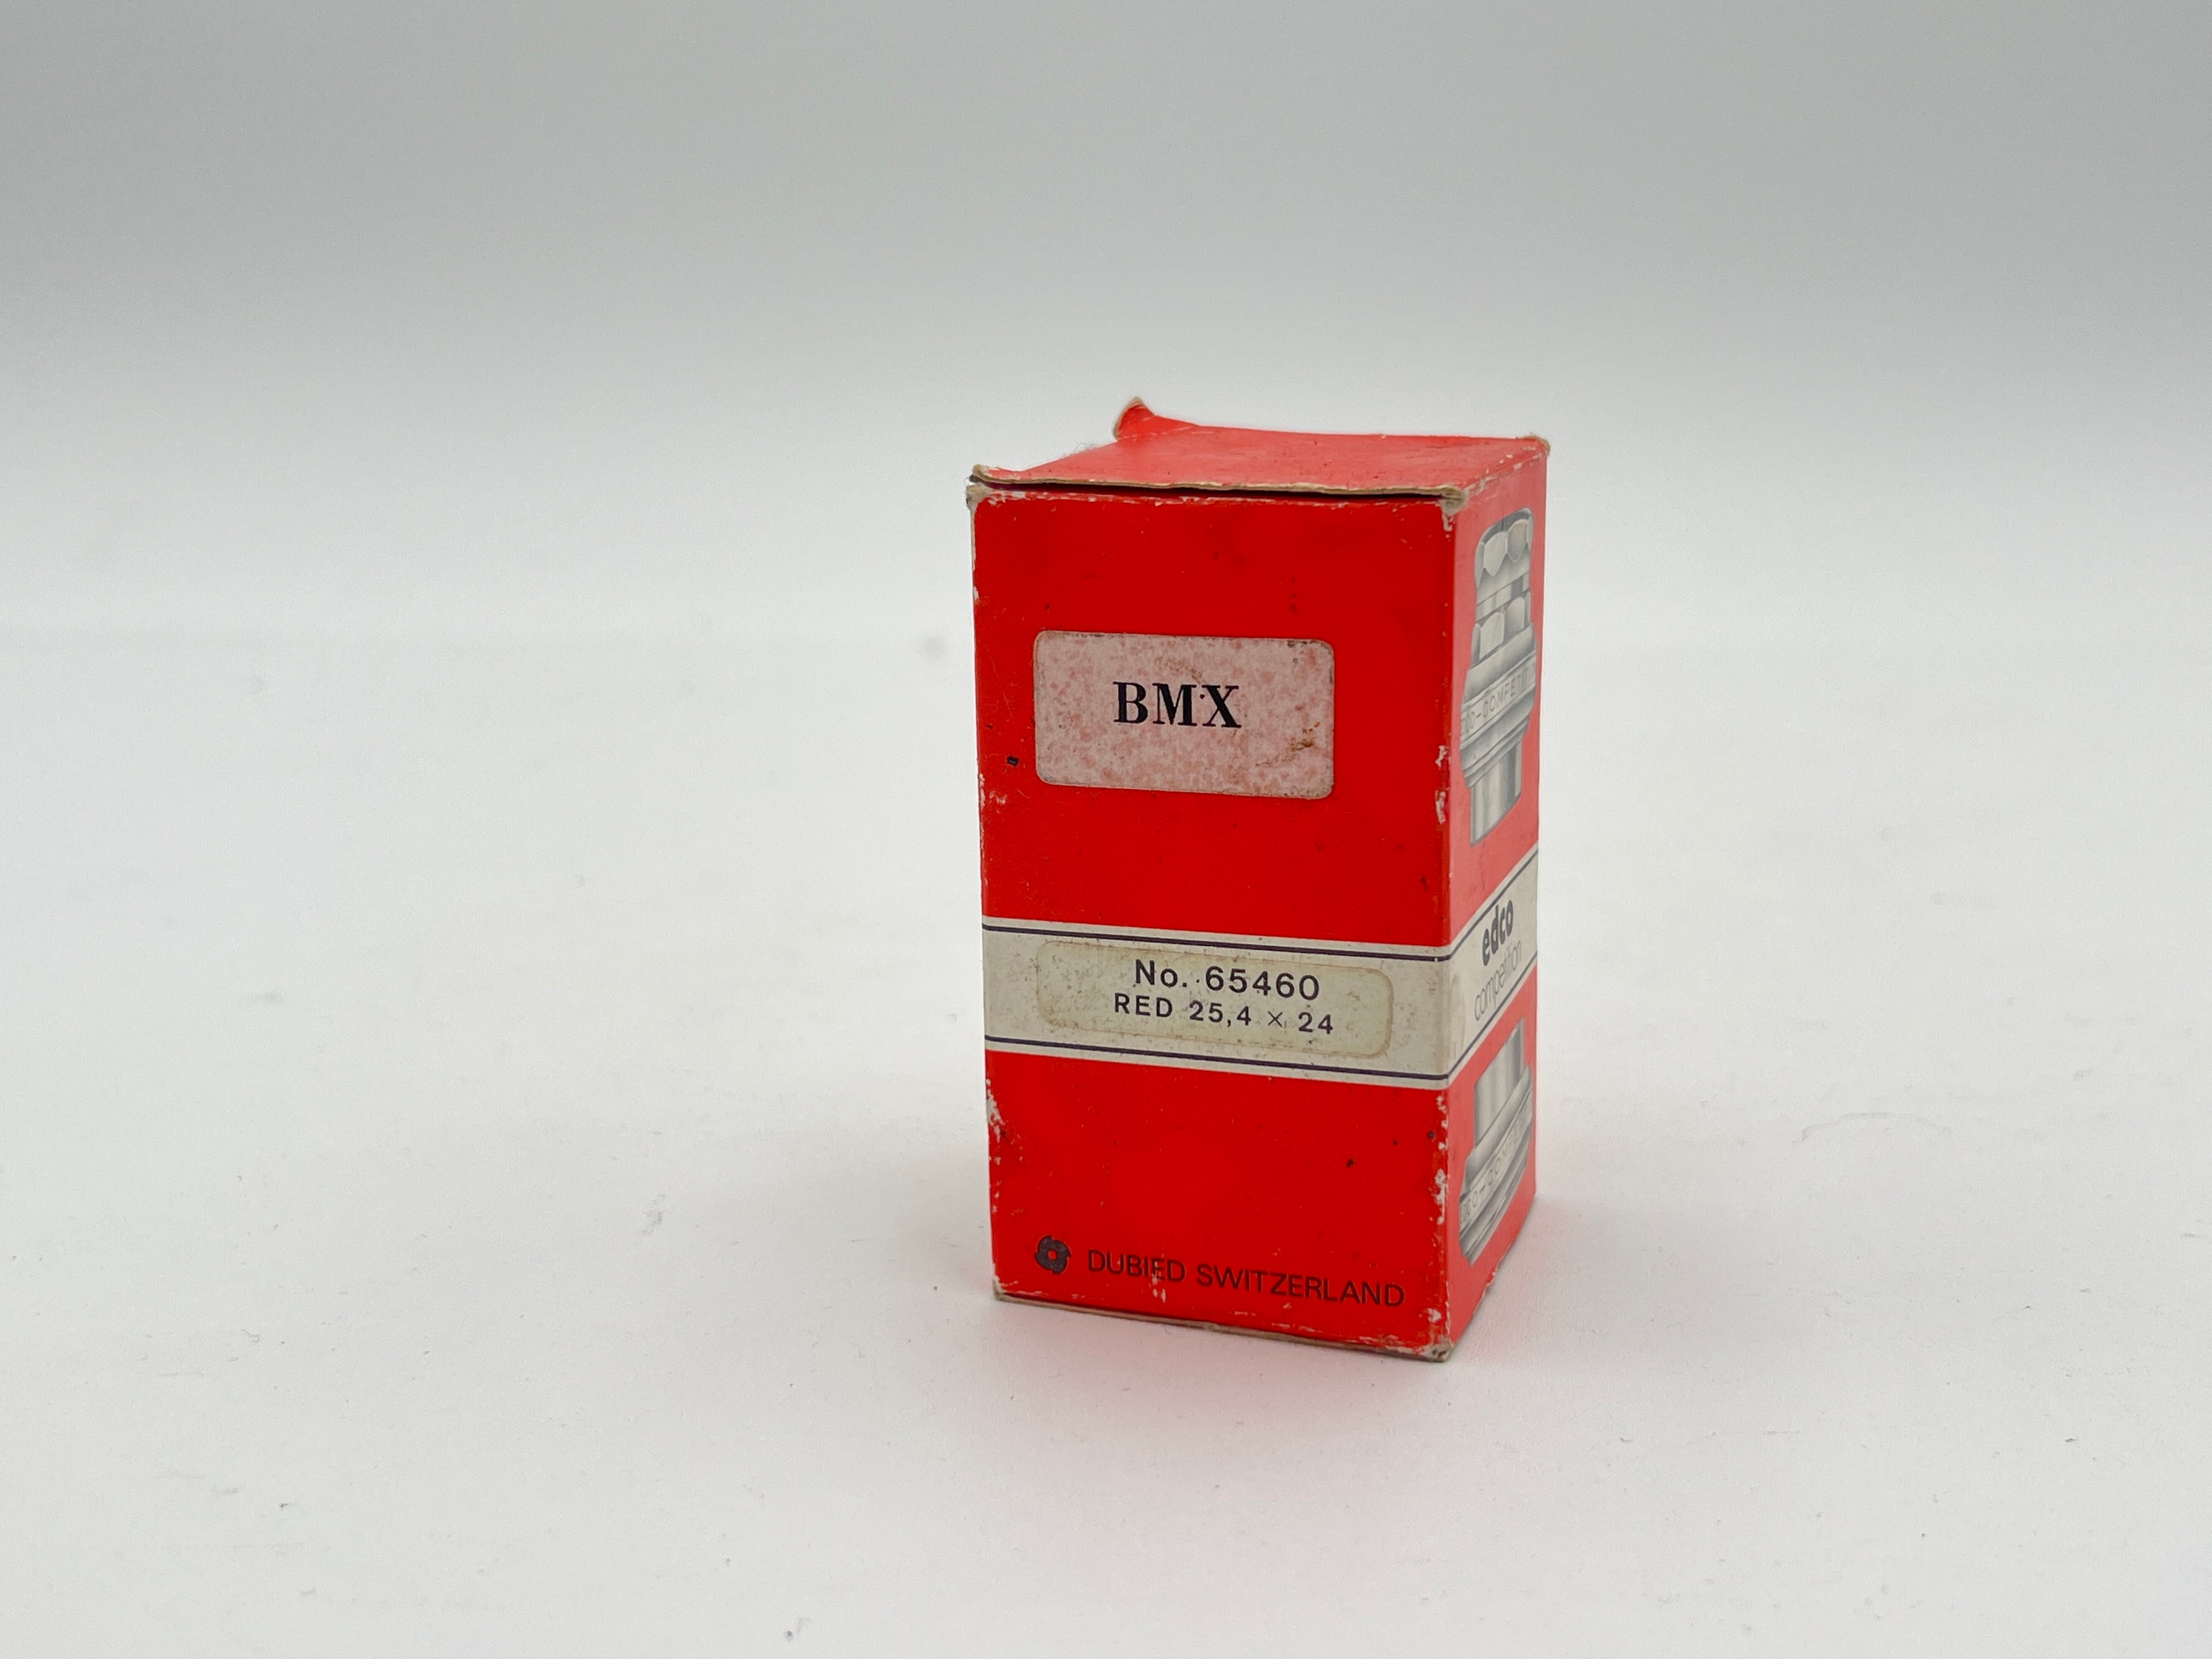 BMX
No. 65460
RED 25,4 × 24
DUBIED SWITZERLAND
edco
competition